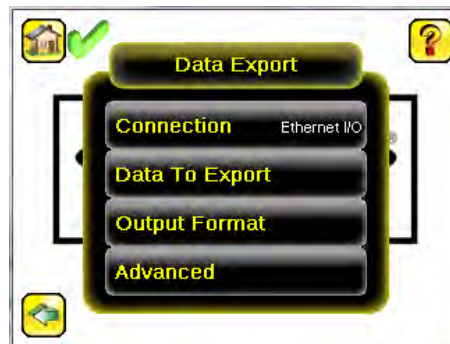 Data Export
Connection Ethernet I/O
Data To Export
Output Format
Advanced
?
®